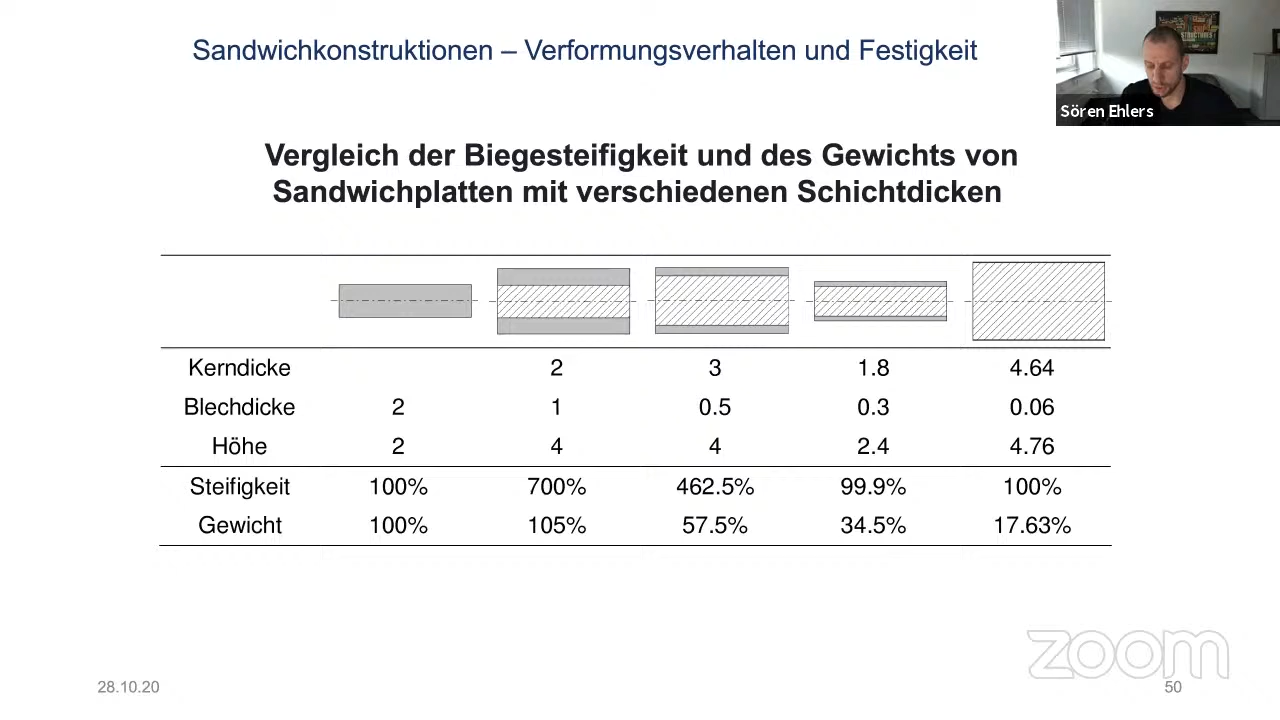 Sandwichkonstruktionen – Verformungsverhalten und Festigkeit
Sören Ehlers
Vergleich der Biegesteifigkeit und des Gewichts von
Sandwichplatten mit verschiedenen Schichtdicken
Kerndicke 2 3 1.8 4.64
Blechdicke 2 1 0.5 0.3 0.06
Höhe 2 4 4 2.4 4.76
Steifigkeit 100% 700% 462.5% 99.9% 100%
Gewicht 100% 105% 57.5% 34.5% 17.63%
zoom
28.10.20 50